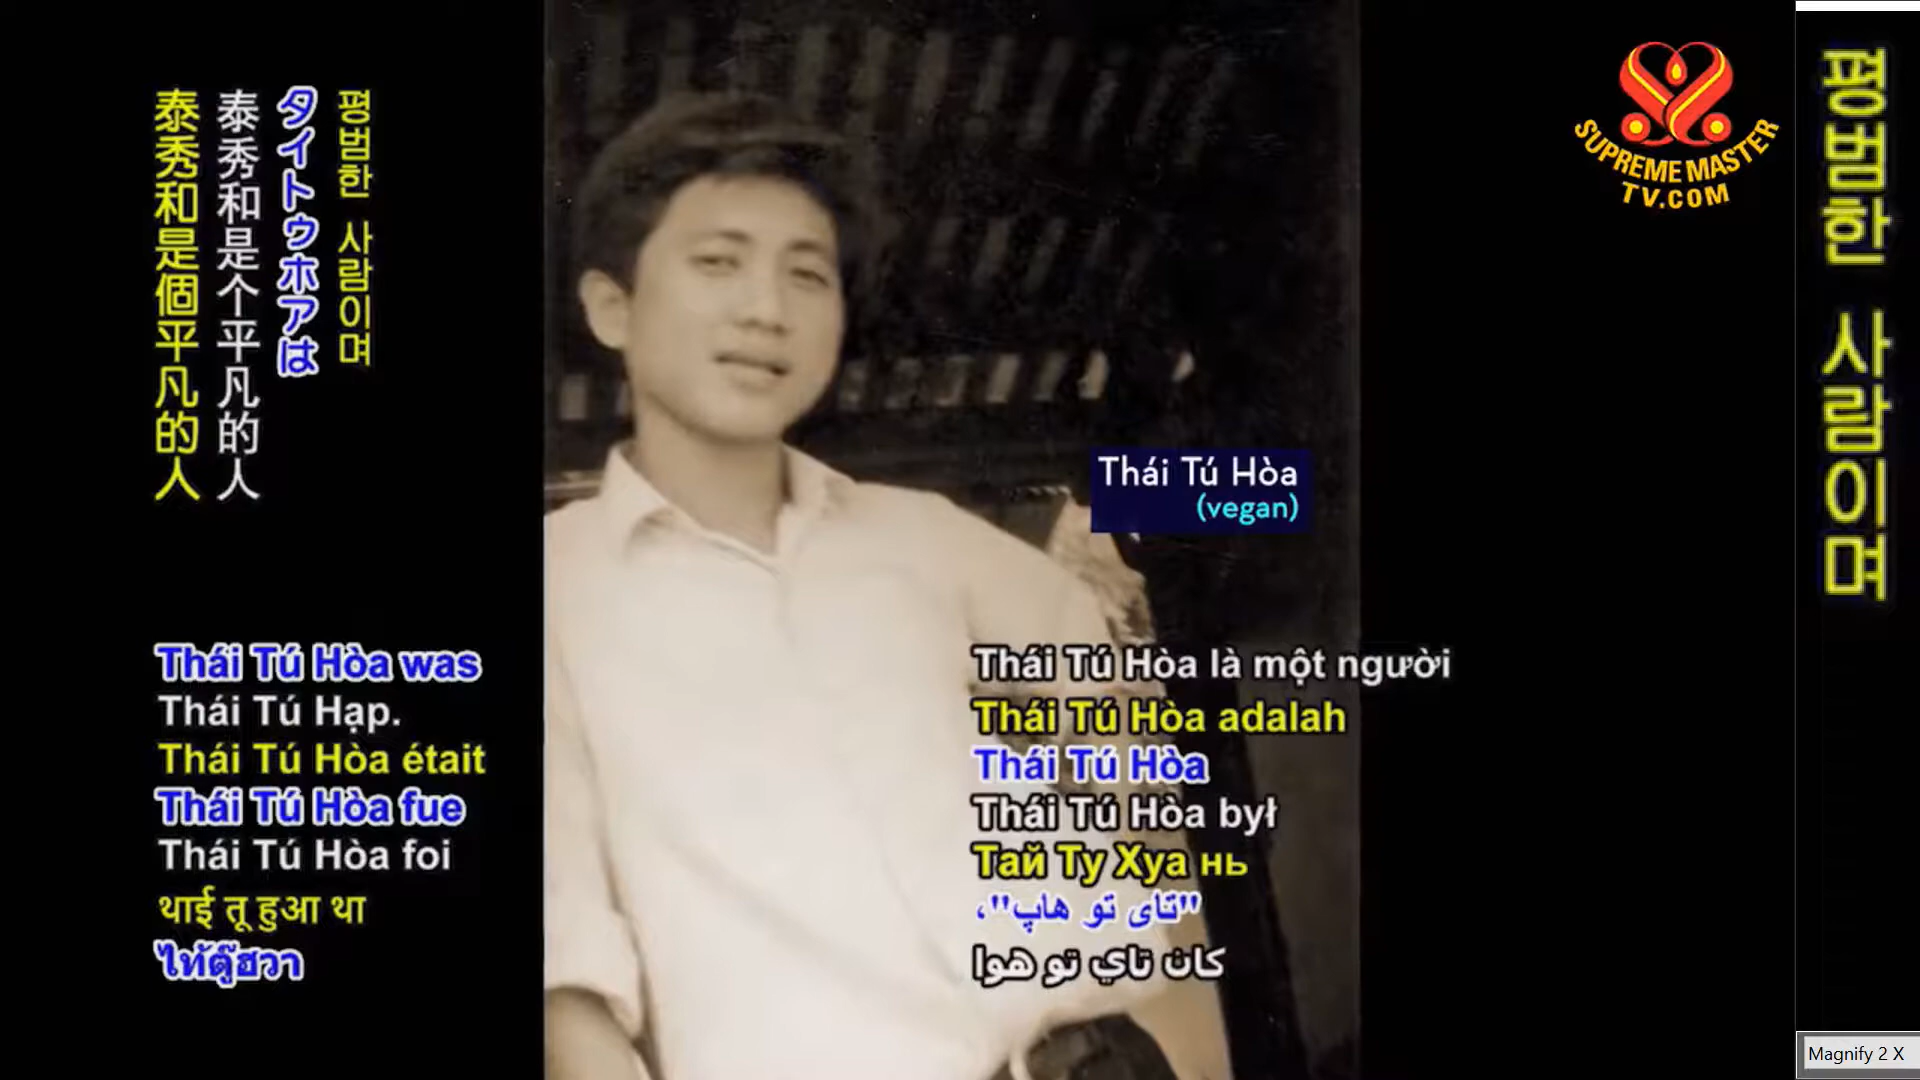 평범한 사람이며
タイトゥホアは
泰秀和是个平凡的人
泰秀和是個平凡的人
SUPREME MASTER
TV.COM
평범한 사람이며
Thái Tú Hòa
(vegan)
Thái Tú Hòa was
Thái Tú Hạp.
Thái Tú Hòa était
Thái Tú Hòa fue
Thái Tú Hòa foi
थाई तू हुआ था
ไท้ตู๊ฮวา
Thái Tú Hòa là một người
Thái Tú Hòa adalah
Thái Tú Hòa
Thái Tú Hòa był
Тай Ту Хуа нь
"تای تو هاپ"،
كان تاي تو هوا
Magnify 2 X